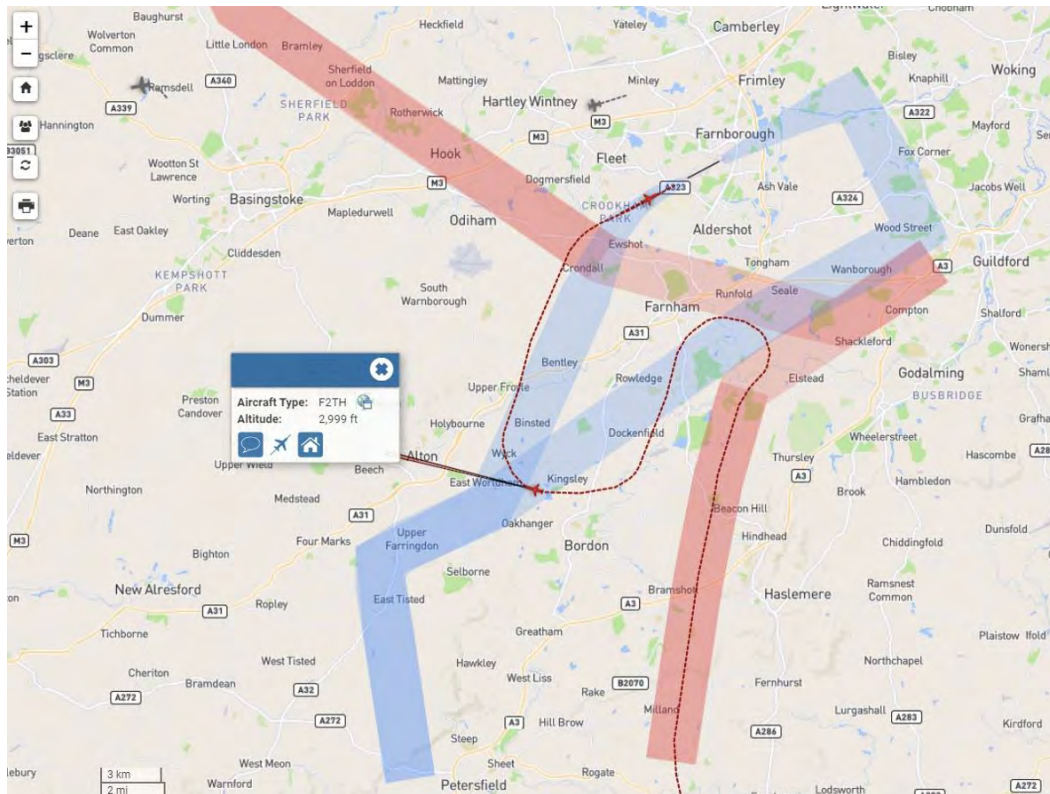 Baughurst
Heckfield
Yateley
Camberley
Chobham
Wolverton
Common
Little London
Bramley
Bisley
Sherfield
on Loddon
Mattingley
Minley
Frimley
Knaphill
Woking
Ramsdell
A340
A339
SHERFIELD
PARK
Rotherwick
Hartley Wintney
M3
A322
Mayford
Hannington
Farnborough
Hook
Fleet
Fox Corner
Wootton St
Lawrence
M3
Dogmersfield
A323
Ash Vale
Jacobs Well
Worting
Basingstoke
Mapledurwell
Odiham
A324
Deane
East Oakley
Aldershot
Wood Street
Cliddesden
Ewshot
Tongham
Wanborough
A3
Guildford
KEMPSHOTT
PARK
Crondall
South
Warnborough
Runfold
Seale
Farnham
Compton
Shalford
Dummer
A31
Shackleford
A303
Bentley
Rowledge
Elstead
Godalming
M3
Station
Upper Froyle
BUSBRIDGE
Preston
Candover
Aircraft Type: F2TH
Altitude: 2,999 ft
A33
Holybourne
Binsted
Dockenfield
East Stratton
Wheelerstreet
Upper Wield
Alton
Wyck
Thursley
Hascombe
Beech
East Worldham
Kingsley
A3
Northington
Medstead
Brook
Hambledon
A31
Oakhanger
Beacon Hill
M3
Four Marks
Upper
Farringdon
Bordon
Hindhead
Chiddingfold
Dunsfold
Bighton
Selborne
New Alresford
Ropley
East Tisted
Bramshott
Haslemere
Ramsnest
Common
A31
A3
Tichborne
Greatham
Plaistow
Ifold
Cheriton
West Tisted
Hawkley
Northchapel
Bramdean
A32
West Liss
Rake
B2070
Fernhurst
A272
A272
A3
Hill Brow
Milland
A286
Lurgashall
A283
Kirdford
Steep
West Meon
Sheet
Rogate
3 km
2 mi
Warnford
Petersfield
Lodsworth
A272